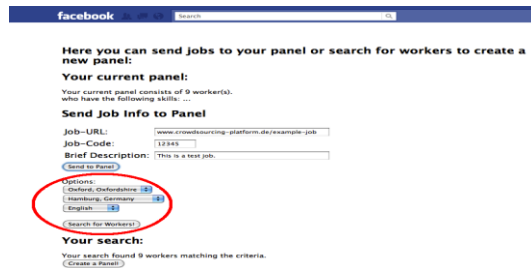 facebook Search
Here you can send jobs to your panel or search for workers to create a
new panel:
Your current panel:
Your current panel consists of 9 worker(s).
who have the following skills: ...
Send Job Info to Panel
Job-URL: www.crowdsourcing-platform.de/example-job
Job-Code: 12345
Brief Description: This is a test job.
Send to Panel
Options:
Oxford, Oxfordshire
Hamburg, Germany
English
Search for Workers!
Your search:
Your search found 9 workers matching the criteria.
Create a Panel!